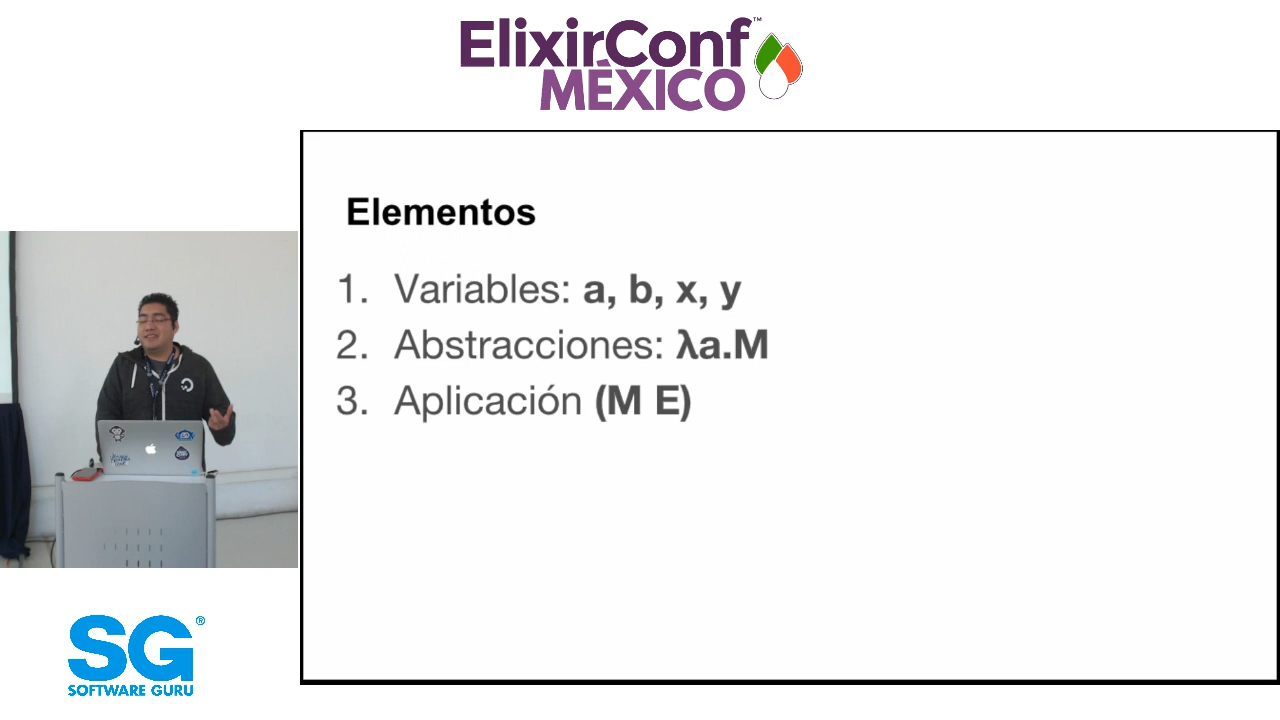 ElixirConf™
MÉXICO
Elementos
1. Variables: a, b, x, y
2. Abstracciones: λa.M
3. Aplicación (M E)
SG®
SOFTWARE GURU